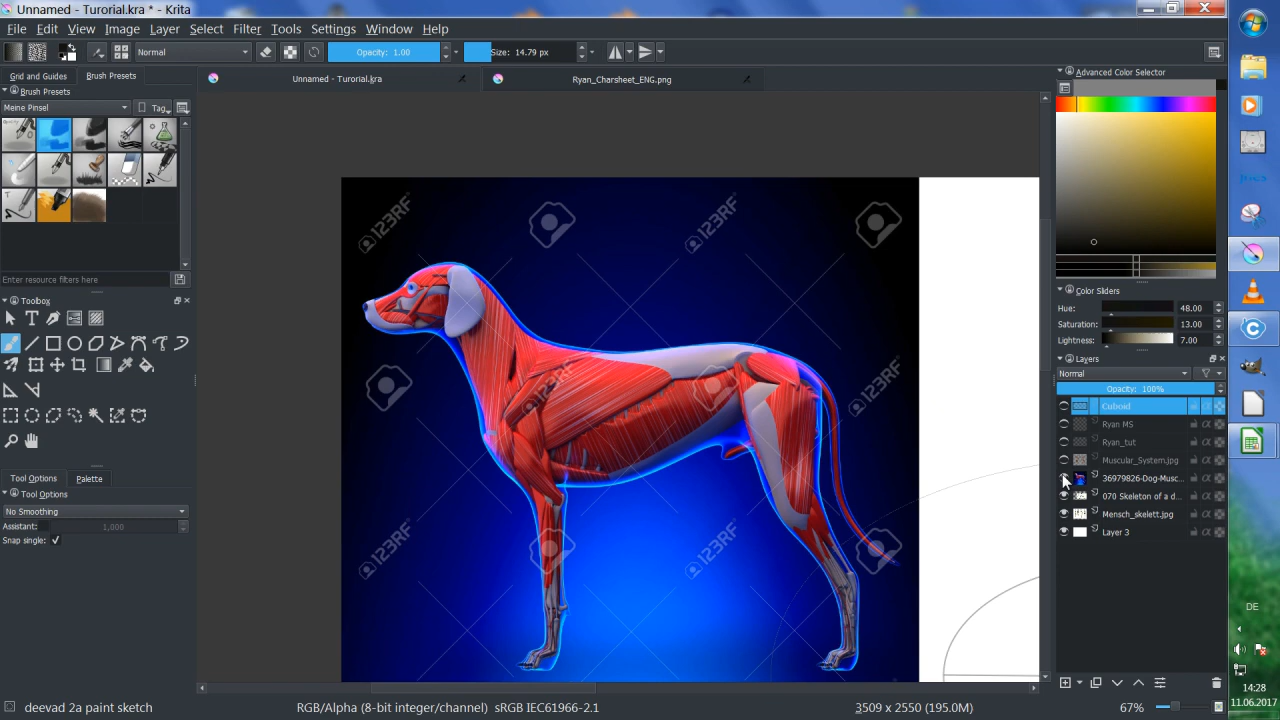 Unnamed - Turorial.kra * - Krita
File Edit View Image Layer Select Filter Tools Settings Window Help
Normal Opacity: 1.00 Size: 14.79 px
Grid and Guides Brush Presets
Unnamed - Turorial.kra
Ryan_Charsheet_ENG.png
Advanced Color Selector
Brush Presets
Meine Pinsel Tag
Enter resource filters here
Toolbox
Tool Options Palette
Tool Options
No Smoothing
Assistant: 1,000
Snap single:
123RF
123RF
123RF
123RF
123RF
123RF
Color Sliders
Hue: 48.00
Saturation: 13.00
Lightness: 7.00
Layers
Normal
Opacity: 100%
Cuboid
Ryan MS
Ryan_tut
Muscular_System.jpg
36979826-Dog-Musc...
070 Skeleton of a d...
Mensch_skelett.jpg
Layer 3
DE
14:28
11.06.2017
deevad 2a paint sketch
RGB/Alpha (8-bit integer/channel) sRGB IEC61966-2.1
3509 x 2550 (195.0M)
67%